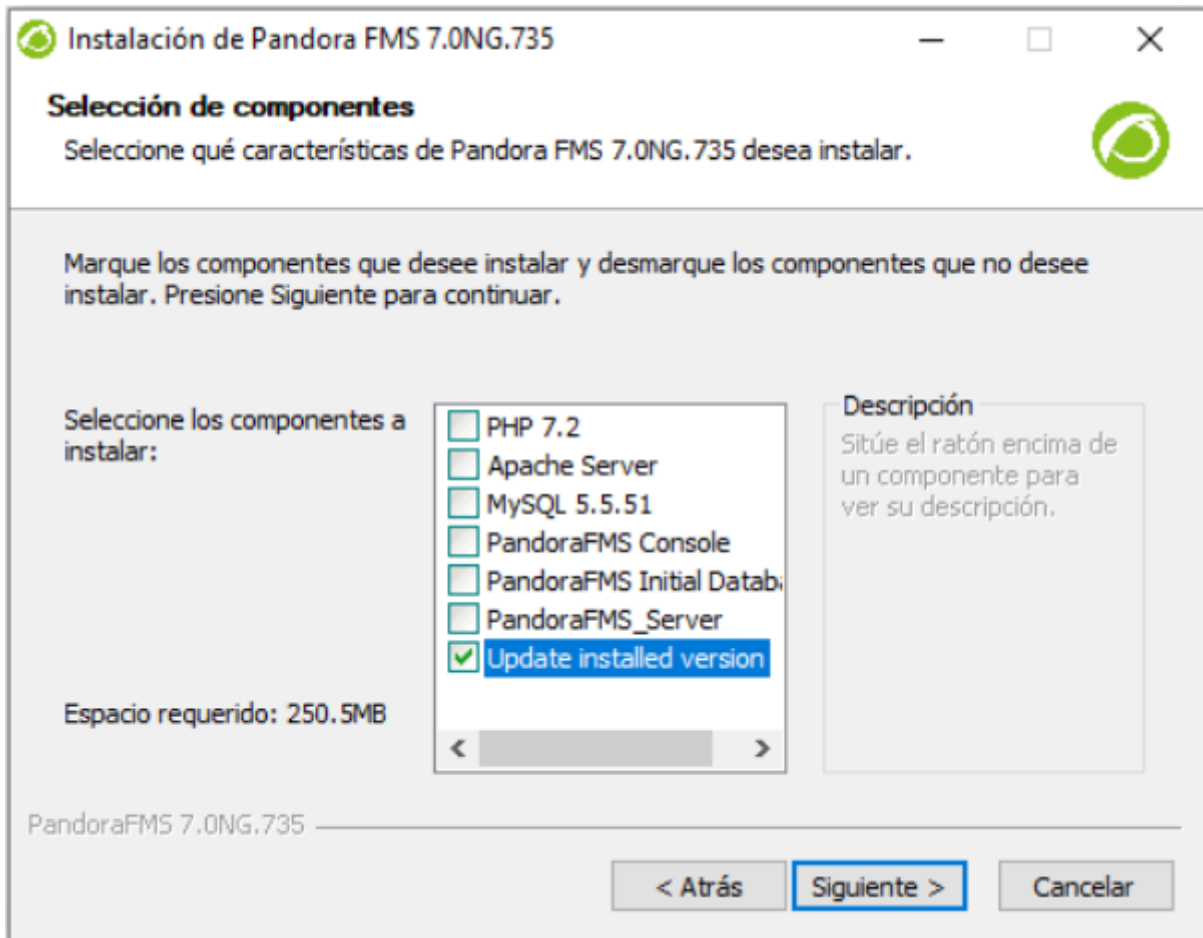 Instalación de Pandora FMS 7.0NG.735
Selección de componentes
Seleccione qué características de Pandora FMS 7.0NG.735 desea instalar.
Marque los componentes que desee instalar y desmarque los componentes que no desee
instalar. Presione Siguiente para continuar.
Seleccione los componentes a
instalar:
PHP 7.2
Apache Server
MySQL 5.5.51
PandoraFMS Console
PandoraFMS Initial Databa
PandoraFMS_Server
Update installed version
Descripción
Sitúe el ratón encima de
un componente para
ver su descripción.
Espacio requerido: 250.5MB
PandoraFMS 7.0NG.735
< Atrás
Siguiente >
Cancelar